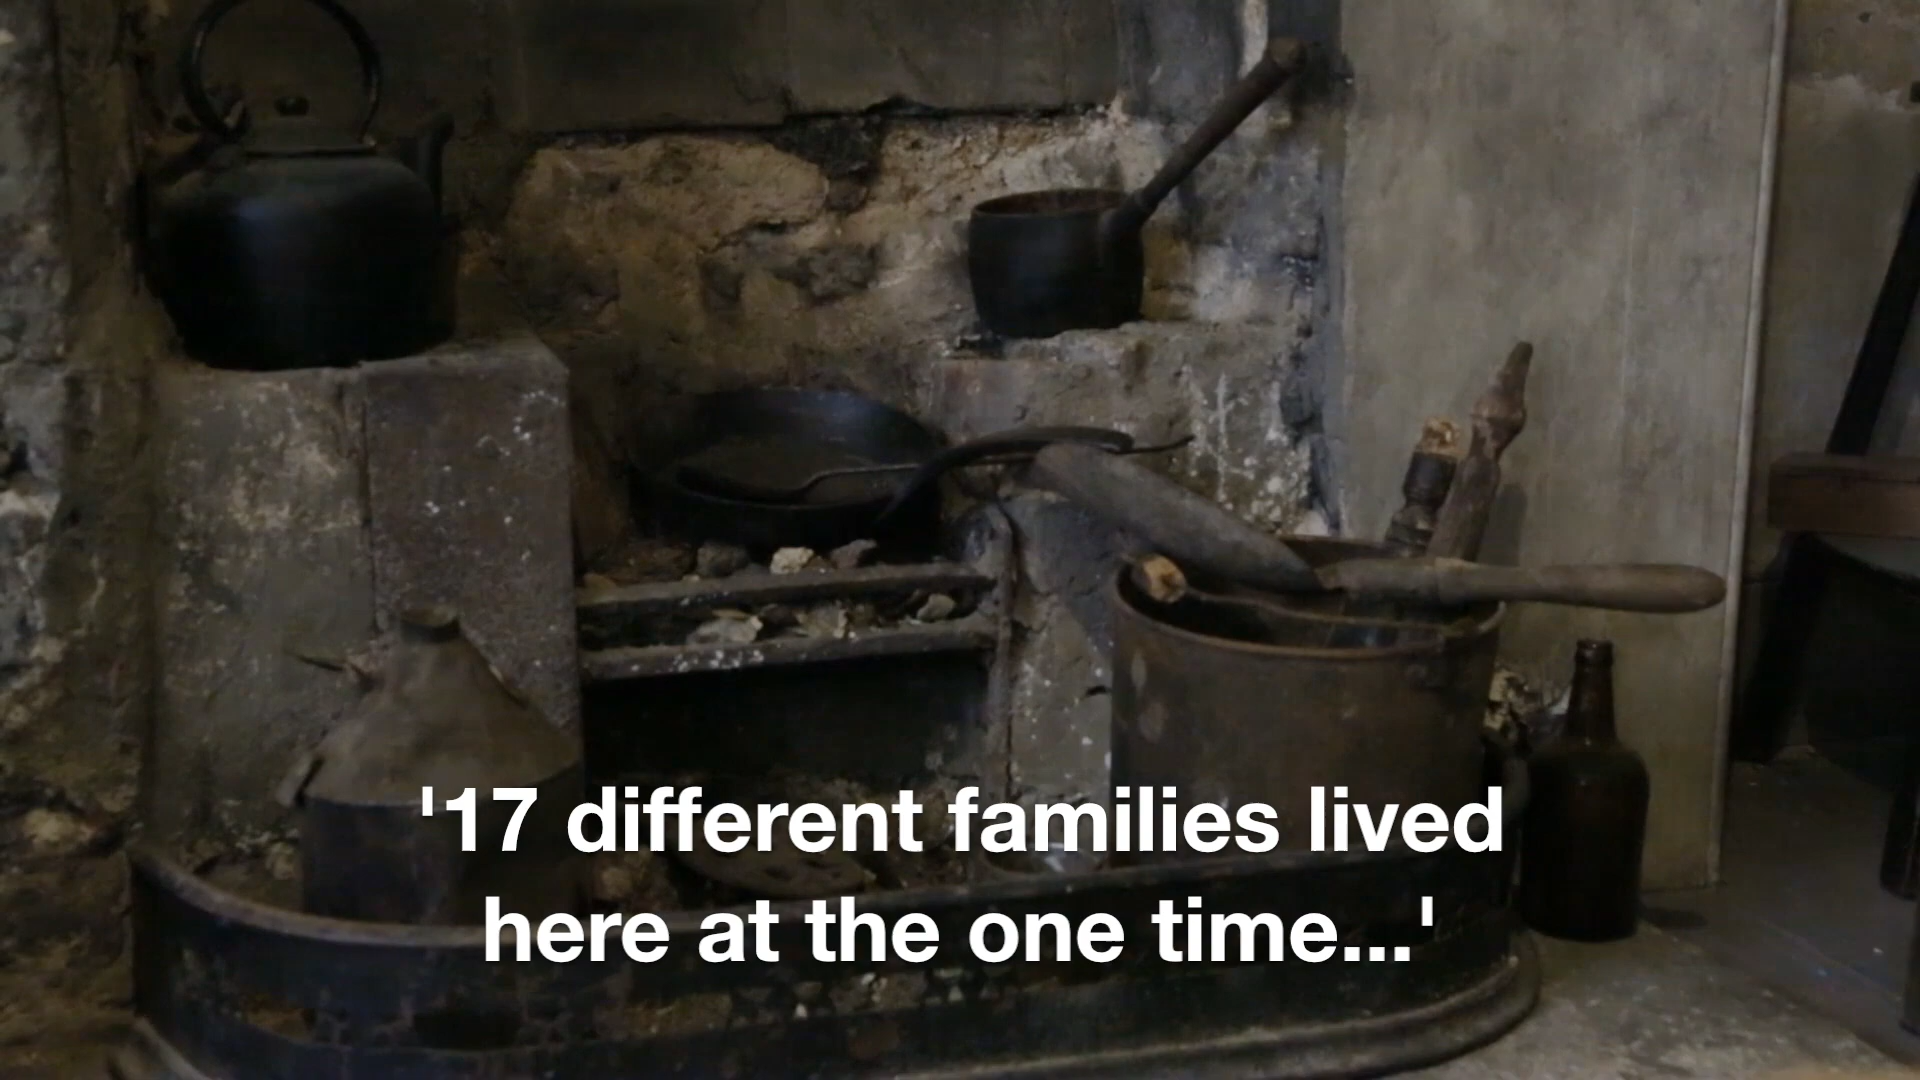 '17 different families lived
here at the one time...'